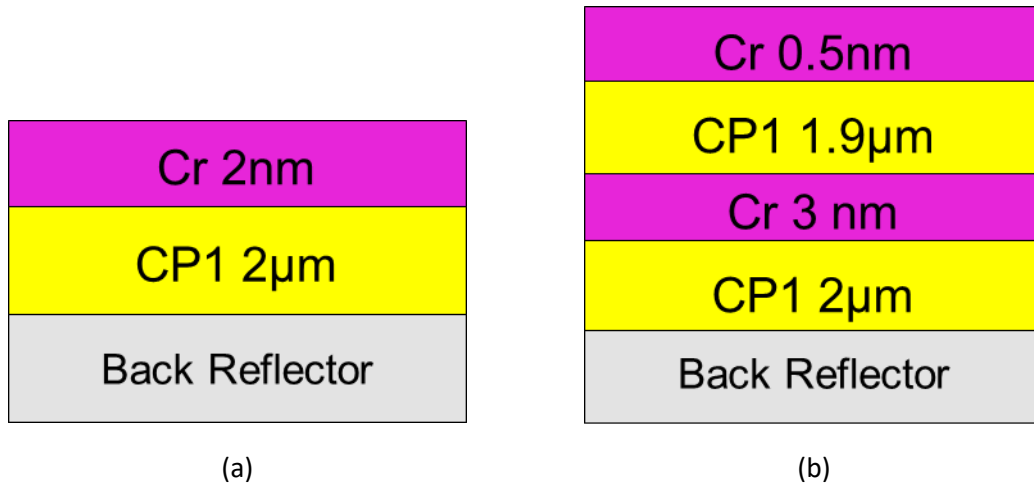 Cr 2nm
CP1 2µm
Back Reflector
(a)
Cr 0.5nm
CP1 1.9µm
Cr 3 nm
CP1 2µm
Back Reflector
(b)